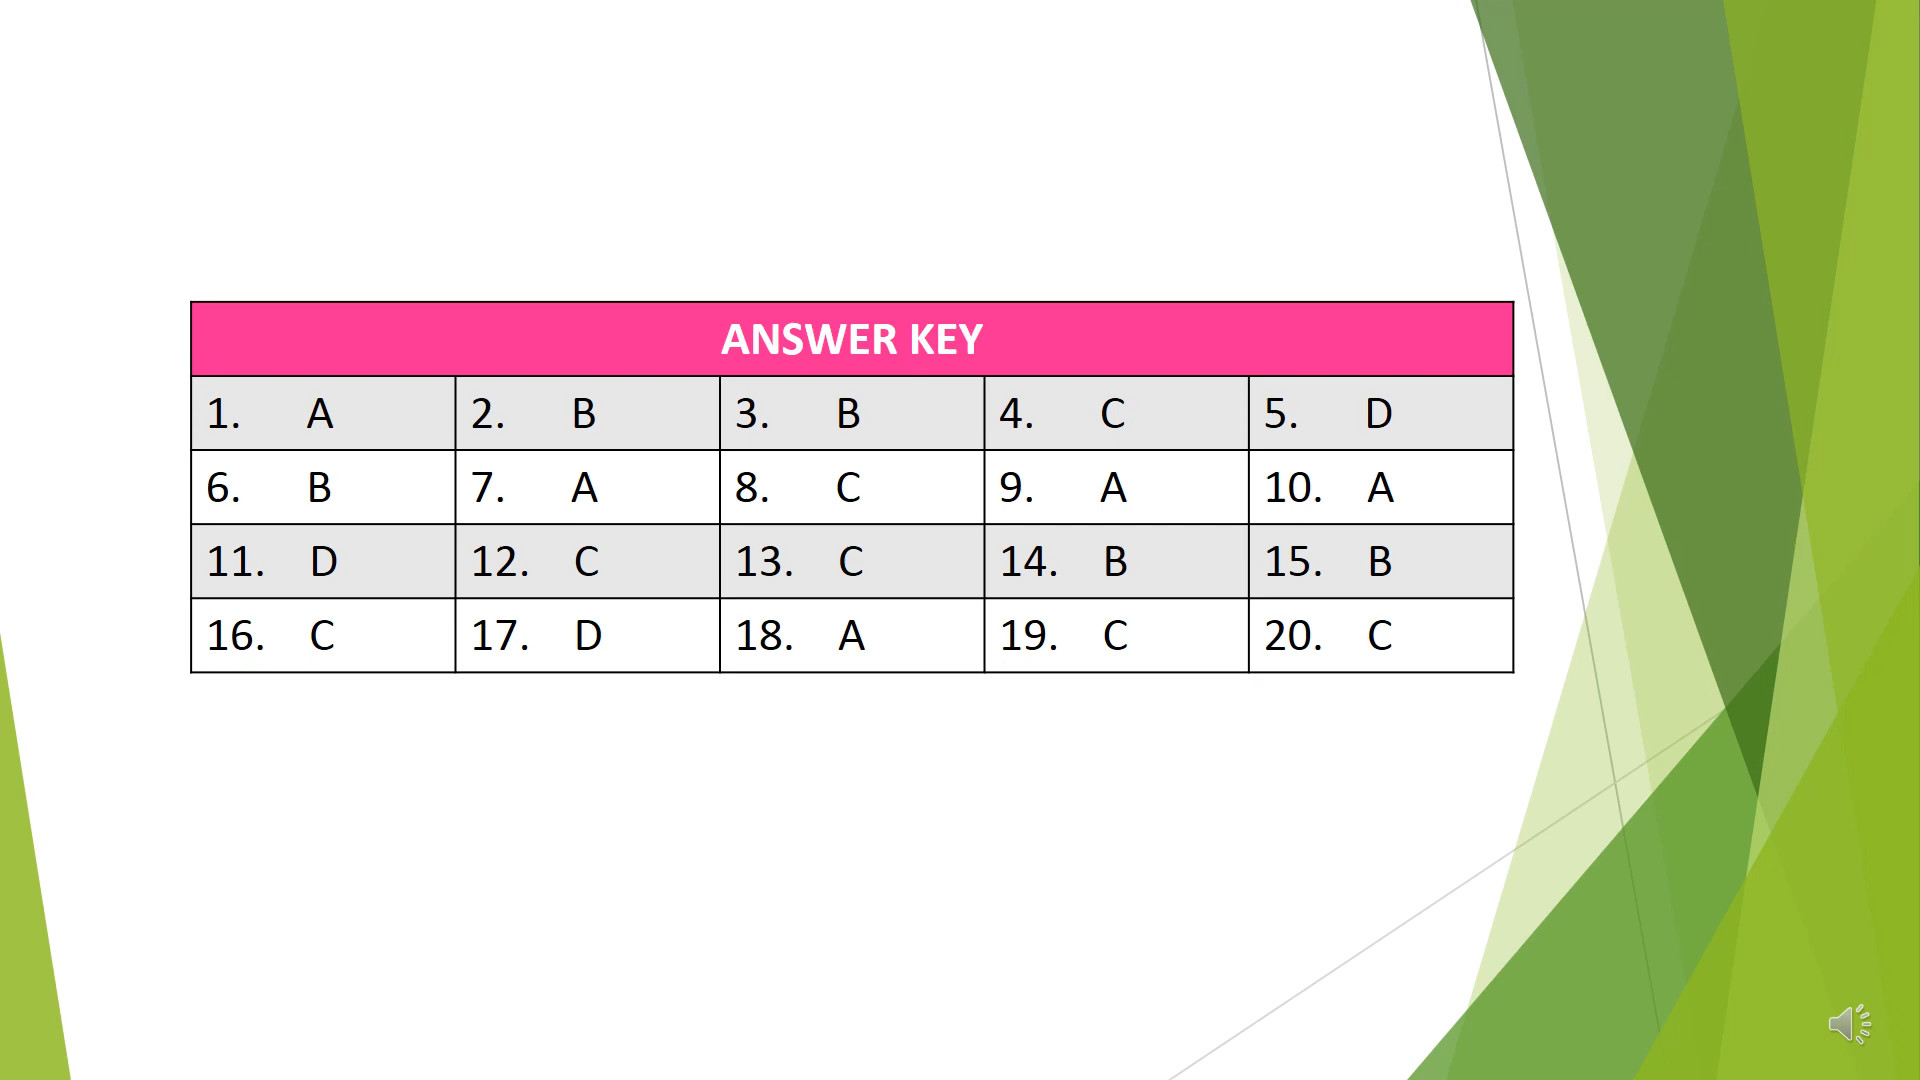 ANSWER KEY
1. A 2. B 3. B 4. C 5. D
6. B 7. A 8. C 9. A 10. A
11. D 12. C 13. C 14. B 15. B
16. C 17. D 18. A 19. C 20. C